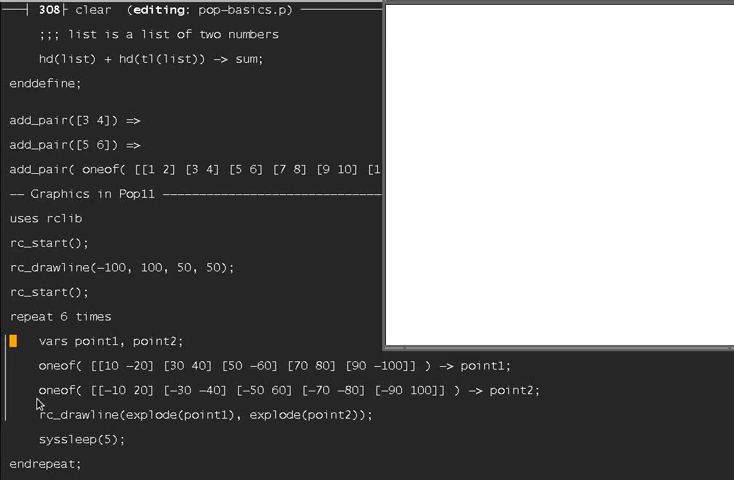 308 clear (editing: pop-basics.p)
;;; list is a list of two numbers
hd(list) + hd(tl(list)) -> sum;
enddefine;
add_pair([3 4]) =>
add_pair([5 6]) =>
add_pair( oneof( [[1 2] [3 4] [5 6] [7 8] [9 10] [1
-- Graphics in Pop11 --------------------------------
uses rclib
rc_start();
rc_drawline(-100, 100, 50, 50);
rc_start();
repeat 6 times
vars point1, point2;
oneof( [[10 -20] [30 40] [50 -60] [70 80] [90 -100]] ) -> point1;
oneof( [[-10 20] [-30 -40] [-50 60] [-70 -80] [-90 100]] ) -> point2;
rc_drawline(explode(point1), explode(point2));
syssleep(5);
endrepeat;